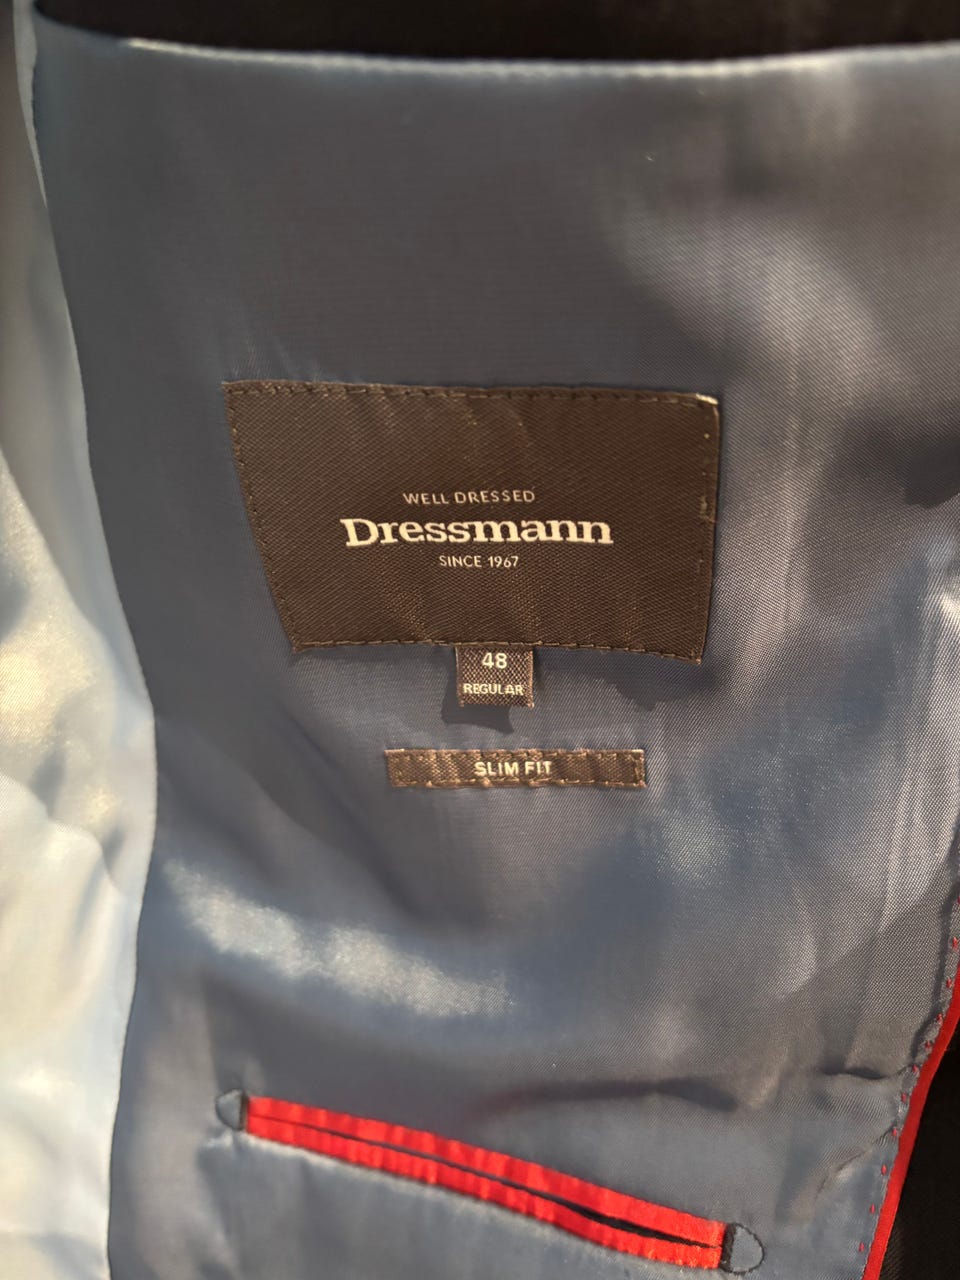 WELL DRESSED
Dressmann
SINCE 1967
48
REGULAR
SLIM FIT